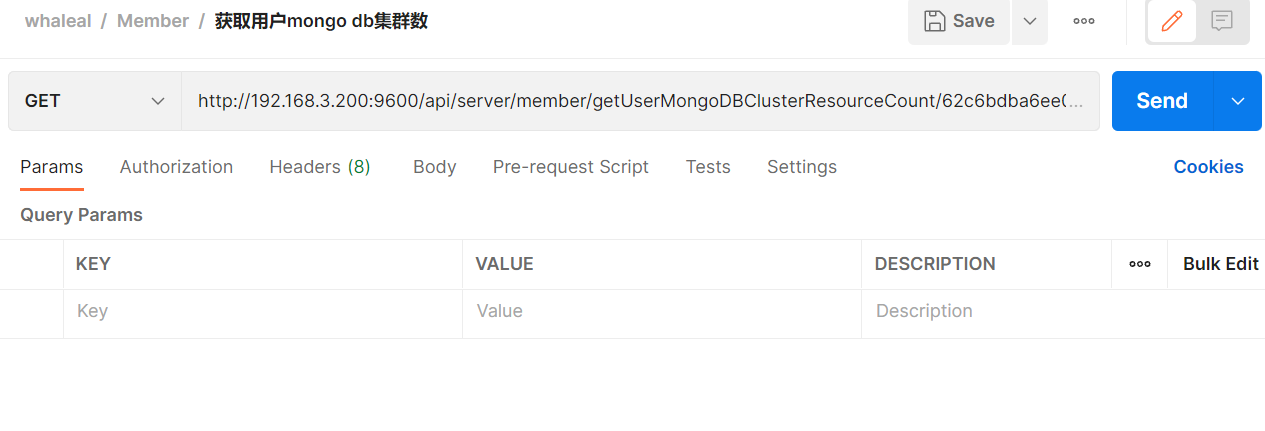 whaleal / Member / 获取用户mongo db集群数
Save
GET
http://192.168.3.200:9600/api/server/member/getUserMongoDBClusterResourceCount/62c6bdba6ee0...
Send
Params Authorization Headers (8) Body Pre-request Script Tests Settings Cookies
Query Params
KEY VALUE DESCRIPTION Bulk Edit
Key Value Description